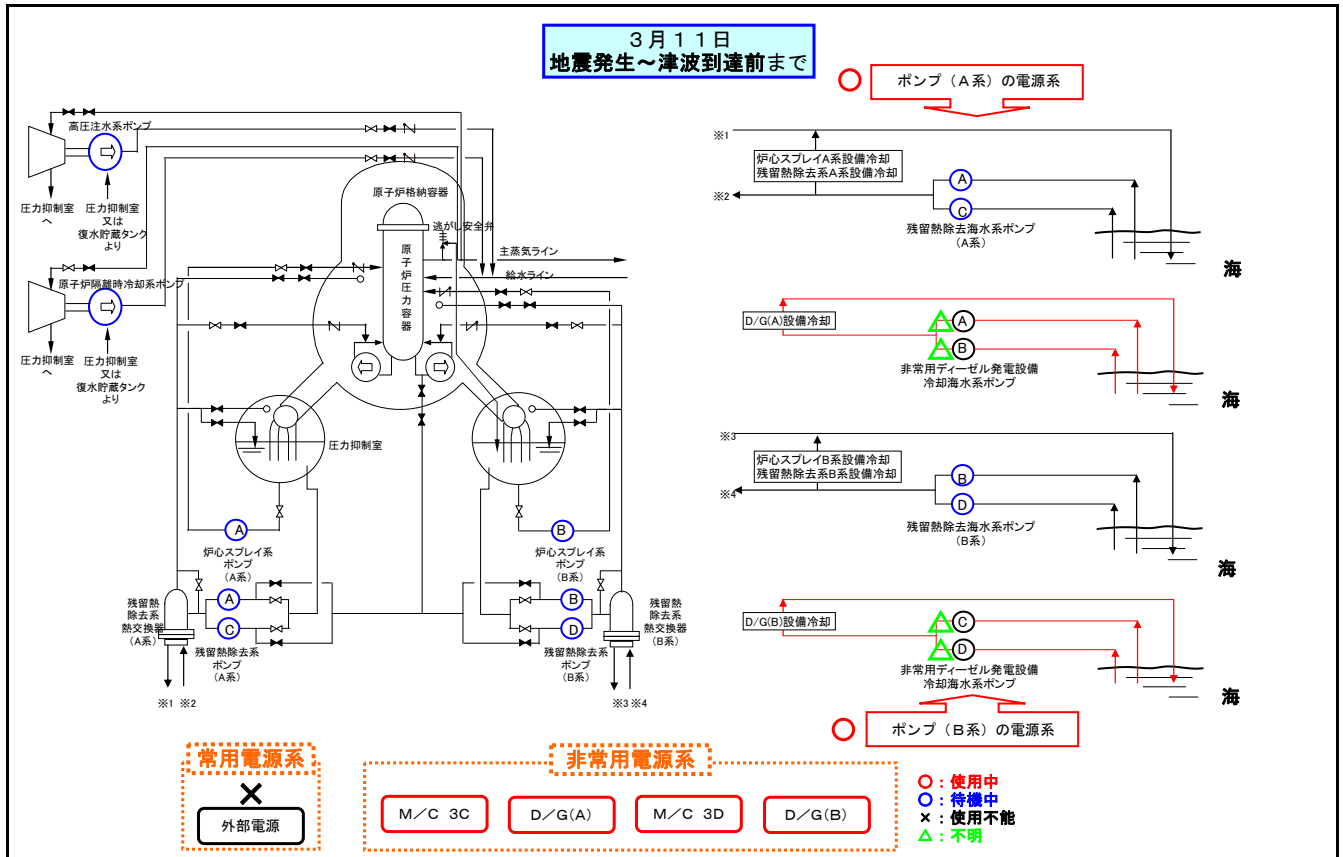 3月11日
地震発生～津波到達前まで
ポンプ（A系）の電源系
高圧注水系ポンプ
圧力抑制室
へ
圧力抑制室
又は
復水貯蔵タンク
より
原子炉隔離時冷却系ポンプ
圧力抑制室
へ
圧力抑制室
又は
復水貯蔵タンク
より
原子炉格納容器
逃がし安全弁
原子炉圧力容器
主蒸気ライン
給水ライン
圧力抑制室
A
炉心スプレイ系
ポンプ
（A系）
B
炉心スプレイ系
ポンプ
（B系）
残留熱
除去系
熱交換器
（A系）
A
C
残留熱除去系
ポンプ
（A系）
B
D
残留熱除去系
ポンプ
（B系）
残留熱
除去系
熱交換器
（B系）
※1 ※2
※3 ※4
※1
炉心スプレイA系設備冷却
残留熱除去系A系設備冷却
※2
A
C
残留熱除去海水系ポンプ
（A系）
海
D/G(A)設備冷却
A
B
非常用ディーゼル発電設備
冷却海水系ポンプ
海
※3
炉心スプレイB系設備冷却
残留熱除去系B系設備冷却
※4
B
D
残留熱除去海水系ポンプ
（B系）
海
D/G(B)設備冷却
C
D
非常用ディーゼル発電設備
冷却海水系ポンプ
海
ポンプ（B系）の電源系
常用電源系
×
外部電源
非常用電源系
M／C 3C
D／G(A)
M／C 3D
D／G(B)
○：使用中
○：待機中
×：使用不能
△：不明